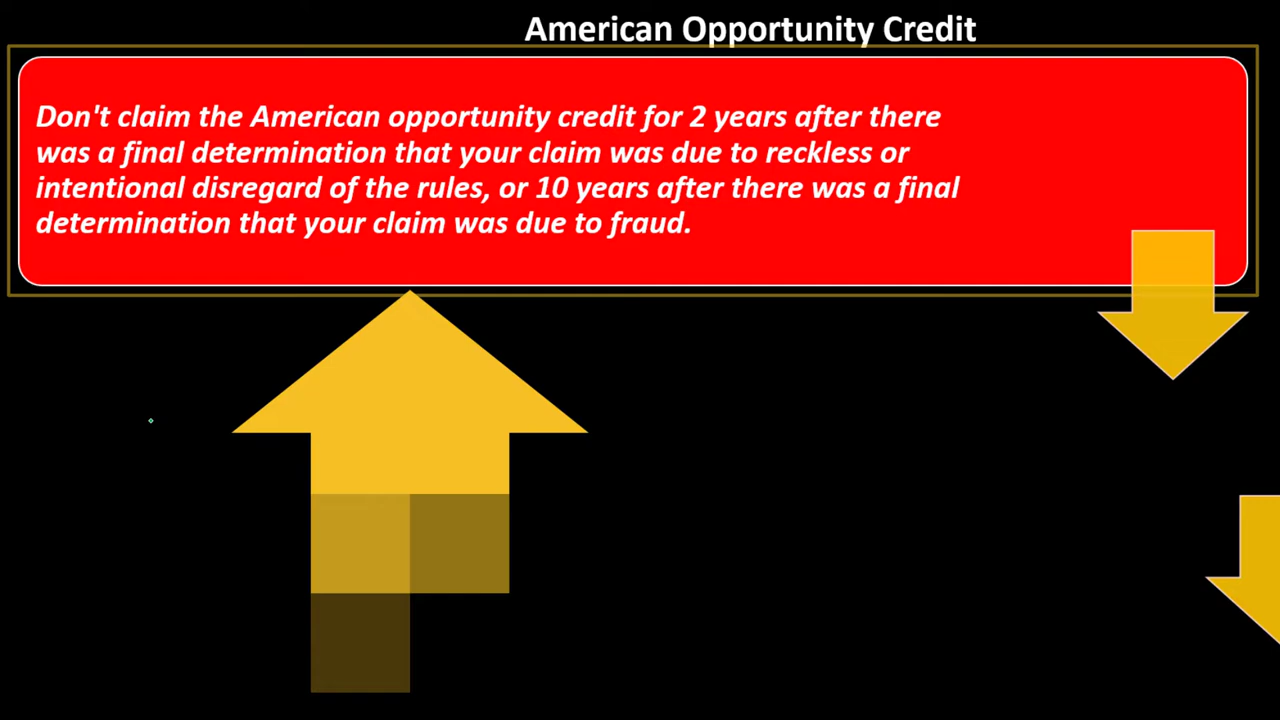 American Opportunity Credit
Don't claim the American opportunity credit for 2 years after there
was a final determination that your claim was due to reckless or
intentional disregard of the rules, or 10 years after there was a final
determination that your claim was due to fraud.